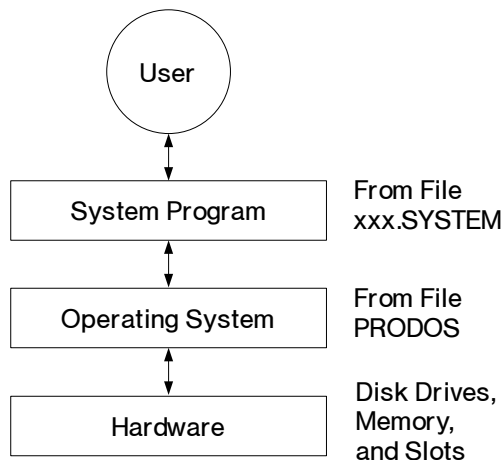 User
System Program
From File
xxx.SYSTEM
Operating System
From File
PRODOS
Hardware
Disk Drives,
Memory,
and Slots